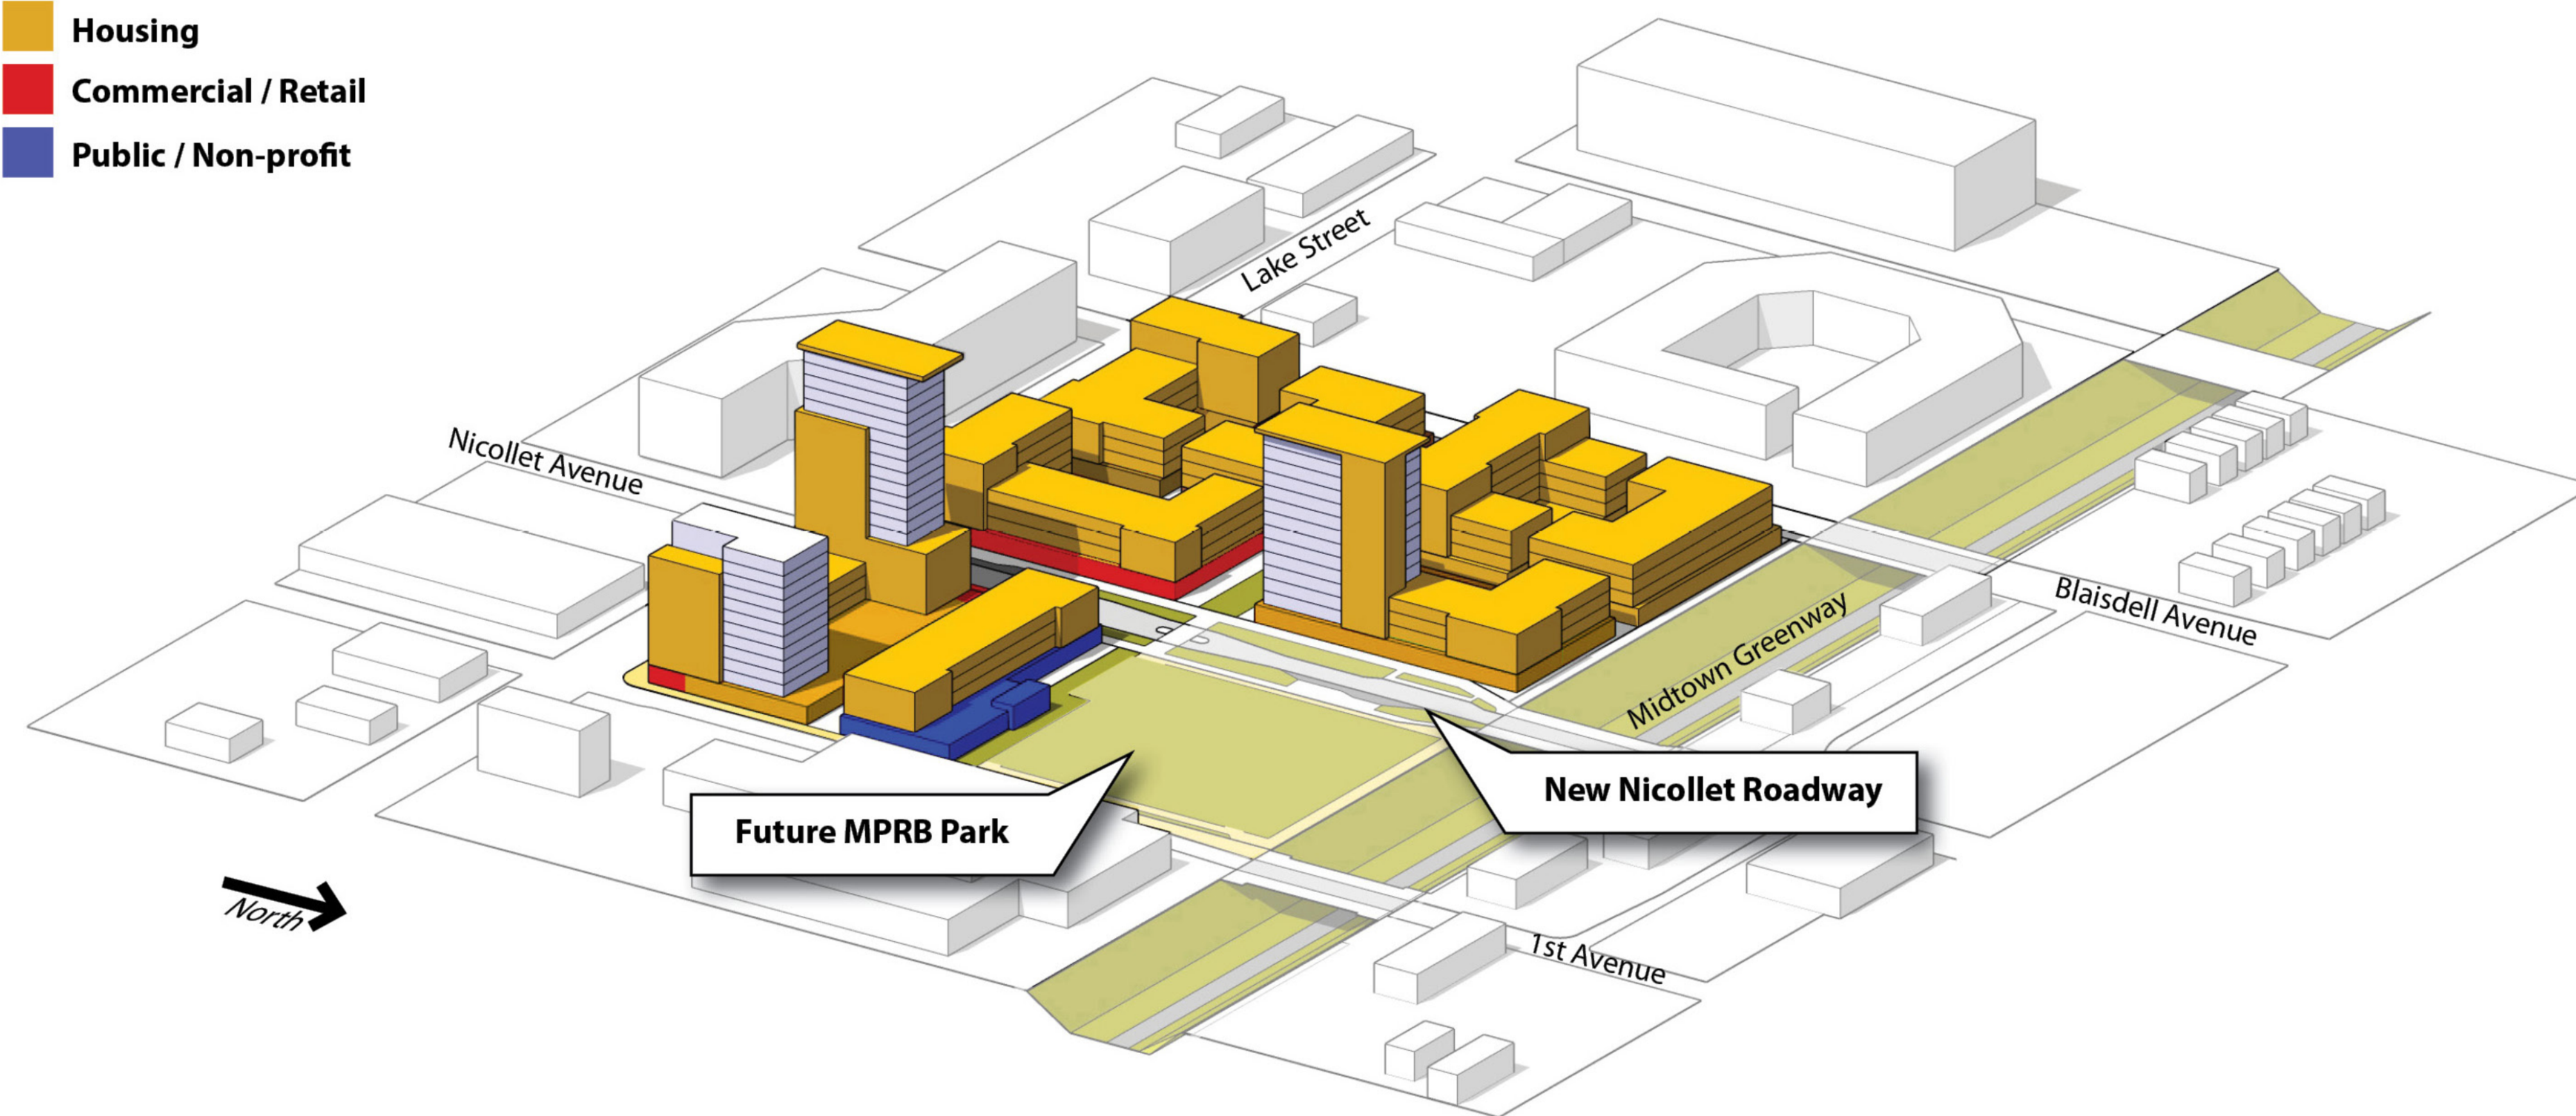 Housing
Commercial / Retail
Public / Non-profit
Lake Street
Nicollet Avenue
Blaisdell Avenue
Midtown Greenway
New Nicollet Roadway
Future MPRB Park
North
1st Avenue